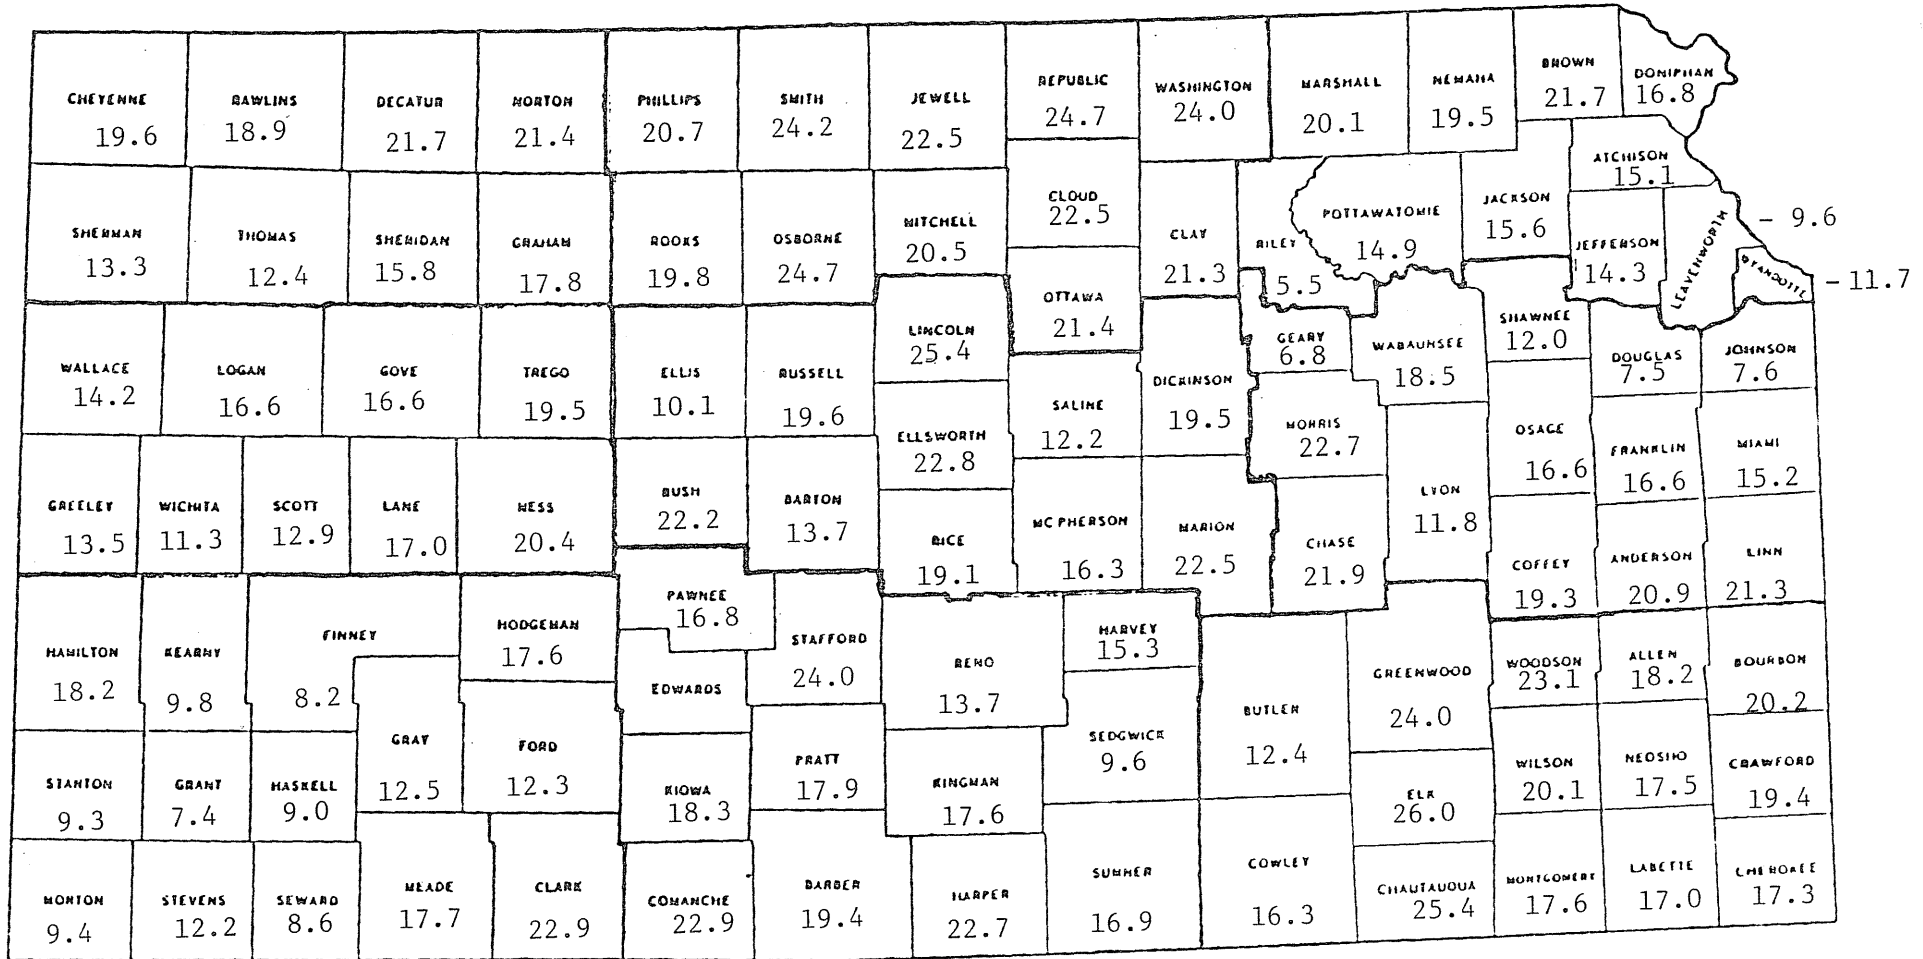 CHEYENNE
19.6
RAWLINS
18.9
DECATUR
21.7
NORTON
21.4
PHILLIPS
20.7
SMITH
24.2
JEWELL
22.5
REPUBLIC
24.7
WASHINGTON
24.0
MARSHALL
20.1
NEMAHA
19.5
BROWN
21.7
DONIPHAN
16.8
SHERMAN
13.3
THOMAS
12.4
SHERIDAN
15.8
GRAHAM
17.8
ROOKS
19.8
OSBORNE
24.7
MITCHELL
20.5
CLOUD
22.5
CLAY
21.3
RILEY
5.5
POTTAWATOMIE
14.9
JACKSON
15.6
ATCHISON
15.1
JEFFERSON
14.3
LEAVENWORTH
- 9.6
WYANDOTTE
- 11.7
WALLACE
14.2
LOGAN
16.6
GOVE
16.6
TREGO
19.5
ELLIS
10.1
RUSSELL
19.6
LINCOLN
25.4
OTTAWA
21.4
DICKINSON
19.5
GEARY
6.8
WABAUNSEE
18.5
SHAWNEE
12.0
DOUGLAS
7.5
JOHNSON
7.6
ELLSWORTH
22.8
SALINE
12.2
MORRIS
22.7
OSAGE
16.6
FRANKLIN
16.6
MIAMI
15.2
GREELEY
13.5
WICHITA
11.3
SCOTT
12.9
LANE
17.0
NESS
20.4
RUSH
22.2
BARTON
13.7
RICE
19.1
MC PHERSON
16.3
MARION
22.5
CHASE
21.9
LYON
11.8
COFFEY
19.3
ANDERSON
20.9
LINN
21.3
HAMILTON
18.2
KEARNY
9.8
FINNEY
8.2
HODGEMAN
17.6
PAWNEE
16.8
STAFFORD
24.0
EDWARDS
RENO
13.7
HARVEY
15.3
SEDGWICK
9.6
BUTLER
12.4
GREENWOOD
24.0
WOODSON
23.1
ALLEN
18.2
BOURBON
20.2
STANTON
9.3
GRANT
7.4
HASKELL
9.0
GRAY
12.5
FORD
12.3
KIOWA
18.3
PRATT
17.9
KINGMAN
17.6
ELK
26.0
WILSON
20.1
NEOSHO
17.5
CRAWFORD
19.4
MORTON
9.4
STEVENS
12.2
SEWARD
8.6
MEADE
17.7
CLARK
22.9
COMANCHE
22.9
BARBER
19.4
HARPER
22.7
SUMNER
16.9
COWLEY
16.3
CHAUTAUQUA
25.4
MONTGOMERY
17.6
LABETTE
17.0
CHEROKEE
17.3